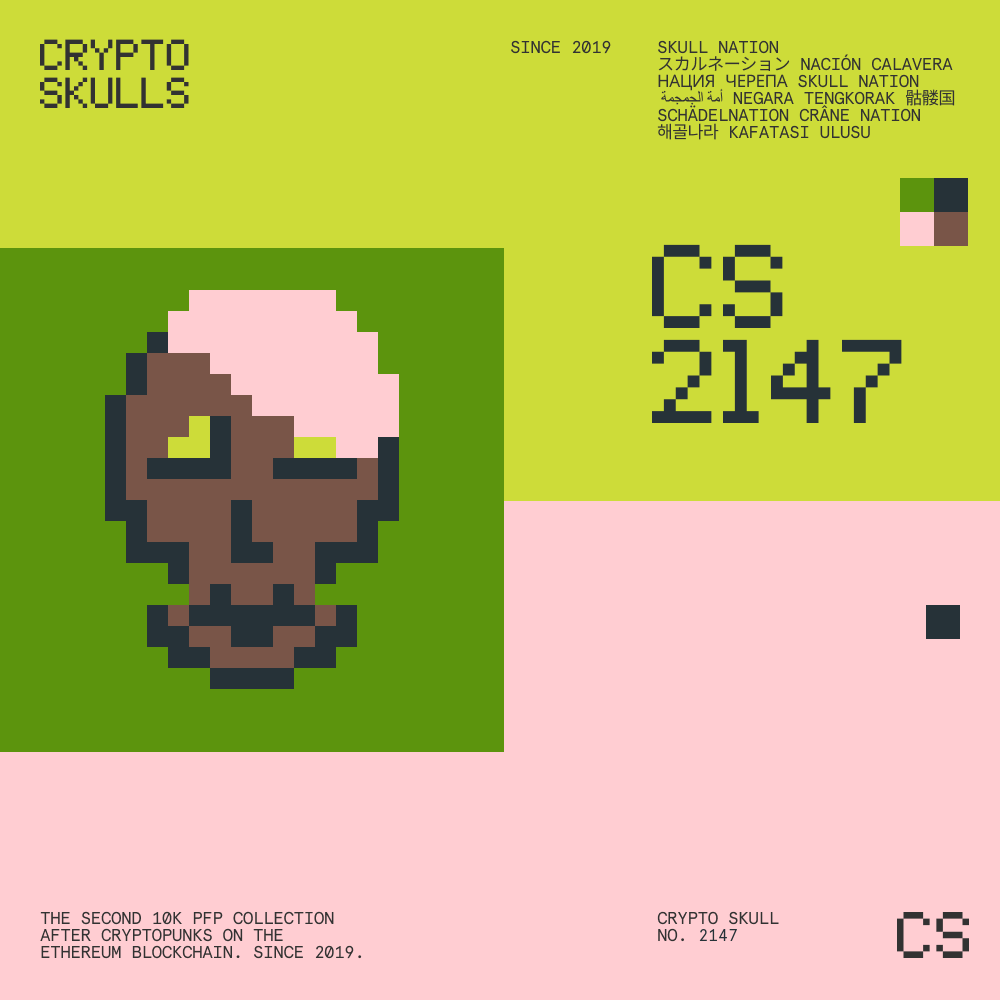 CRYPTO
SKULLS
SINCE 2019
SKULL NATION
スカルネーション NACIÓN CALAVERA
НАЦИЯ ЧЕРЕПА SKULL NATION
أمة الجمجمة NEGARA TENGKORAK 骷髅国
SCHÄDELNATION CRÂNE NATION
해골나라 KAFATASI ULUSU
CS
2147
THE SECOND 10K PFP COLLECTION
AFTER CRYPTOPUNKS ON THE
ETHEREUM BLOCKCHAIN. SINCE 2019.
CRYPTO SKULL
NO. 2147
CS